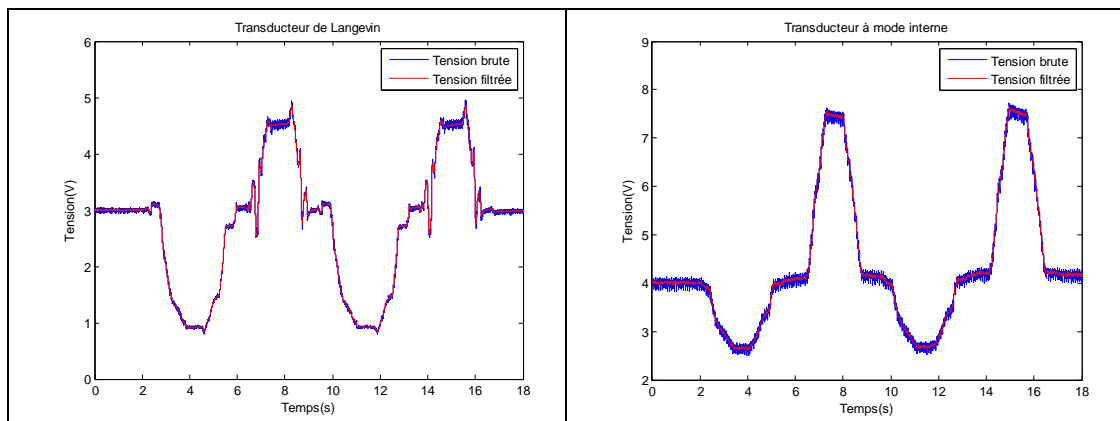 Transducteur de Langevin
6
5
4
3
2
1
0
Tension(V)
Tension brute
Tension filtrée
0 2 4 6 8 10 12 14 16 18
Temps(s)
Transducteur à mode interne
9
8
7
6
5
4
3
2
Tension(V)
Tension brute
Tension filtrée
0 2 4 6 8 10 12 14 16 18
Temps(s)